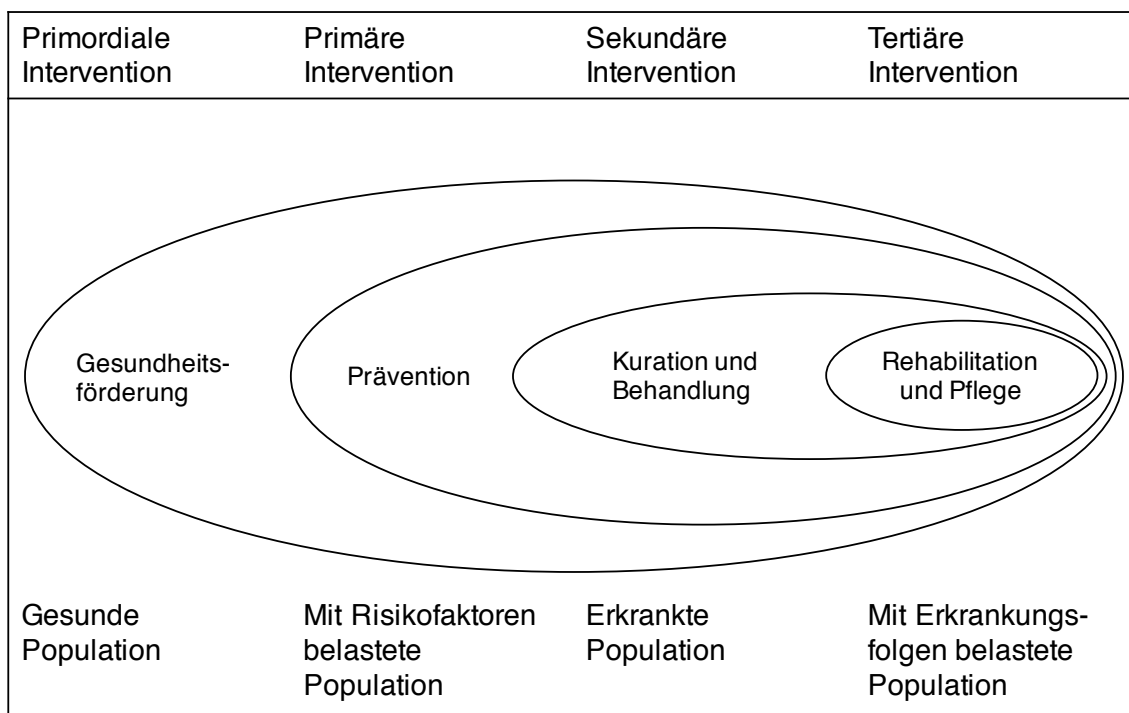 Primordiale
Intervention
Primäre
Intervention
Sekundäre
Intervention
Tertiäre
Intervention
Gesundheits-
förderung
Prävention
Kuration und
Behandlung
Rehabilitation
und Pflege
Gesunde
Population
Mit Risikofaktoren
belastete
Population
Erkrankte
Population
Mit Erkrankungs-
folgen belastete
Population